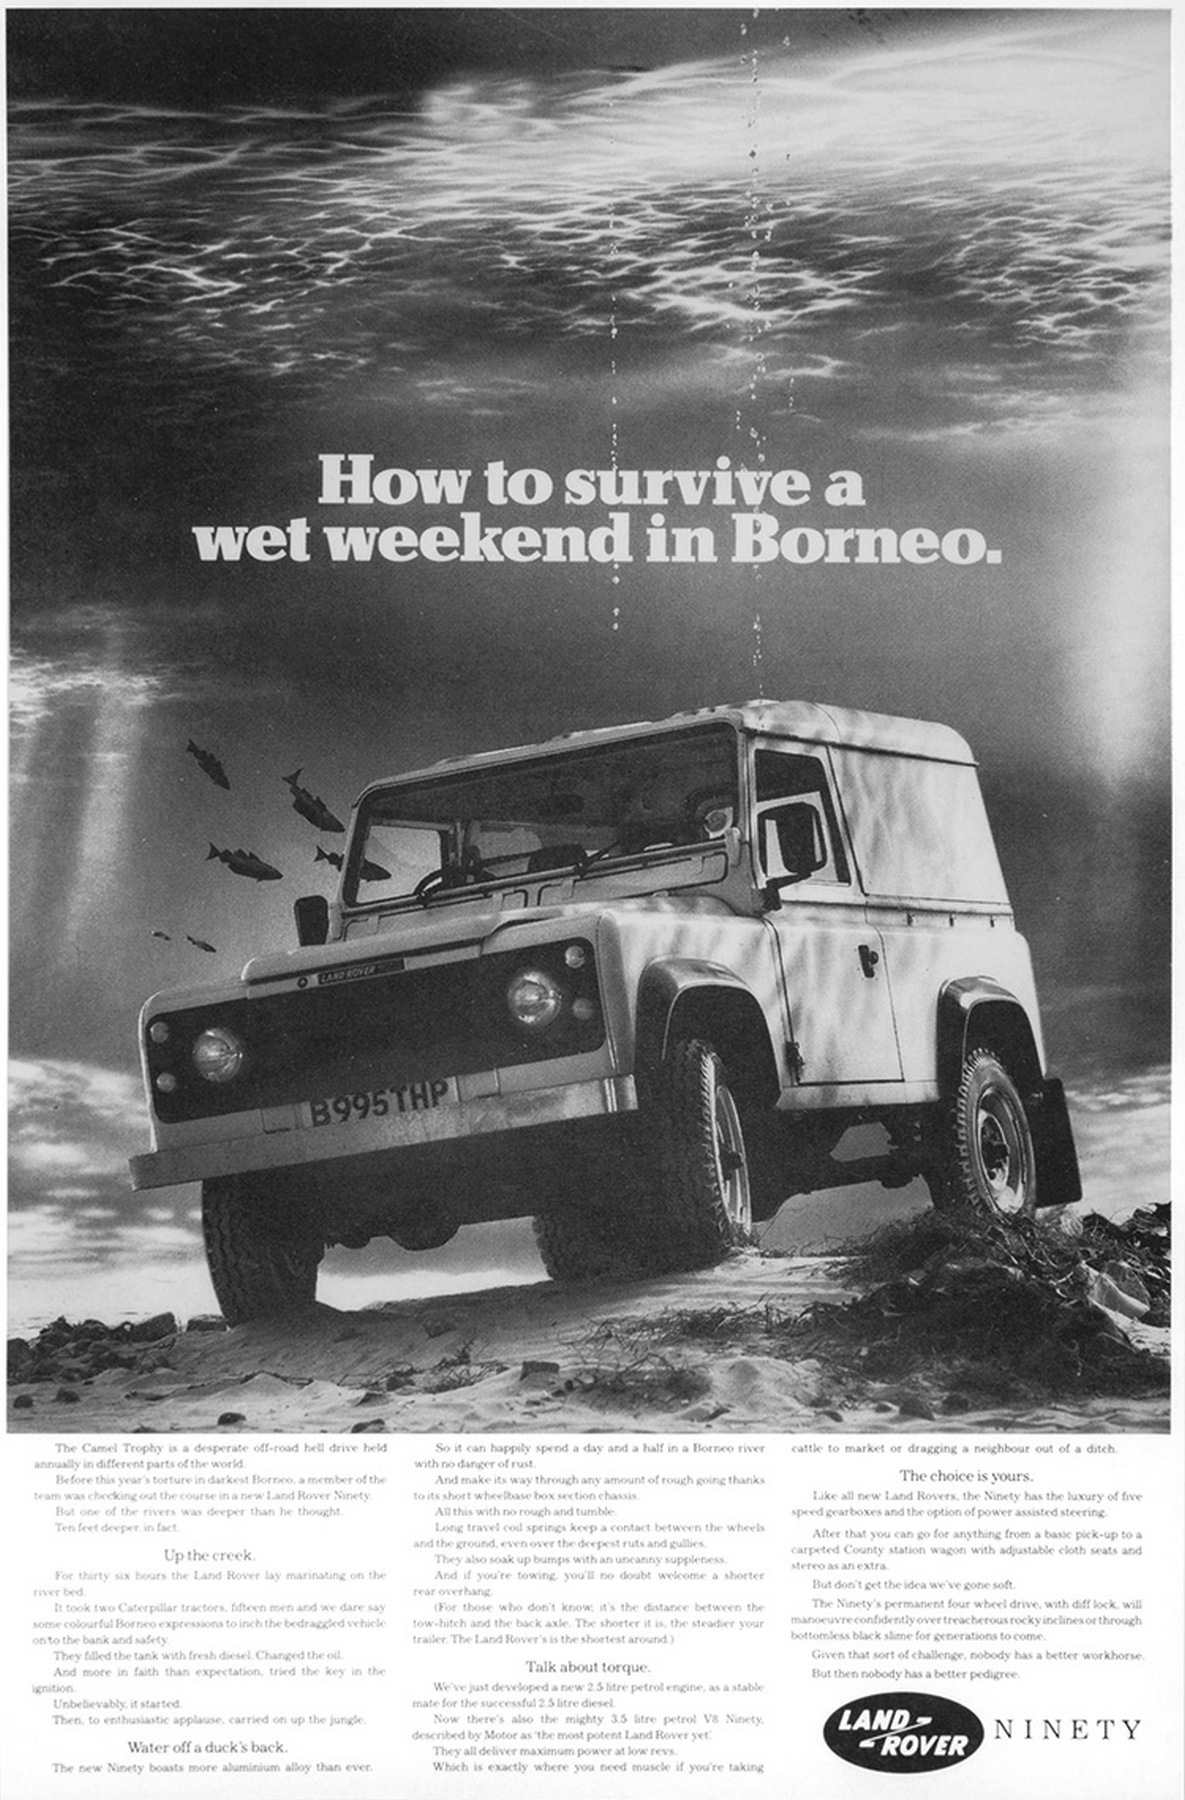 How to survive a
wet weekend in Borneo.
LAND ROVER
B995THP
The Camel Trophy is a desperate off-road hell drive held
annually in different parts of the world.
Before this year's torture in darkest Borneo, a member of the
team was checking out the course in a new Land Rover Ninety.
But one of the rivers was deeper than he thought.
Ten feet deeper, in fact.
Up the creek.
For thirty six hours the Land Rover lay marinating on the
river bed.
It took two Caterpillar tractors, fifteen men and we dare say
some colourful Borneo expressions to inch the bedraggled vehicle
on to the bank and safety.
They filled the tank with fresh diesel. Changed the oil.
And more in faith than expectation, tried the key in the
ignition.
Unbelievably, it started.
Then, to enthusiastic applause, carried on up the jungle.
Water off a duck's back.
The new Ninety boasts more aluminium alloy than ever.
So it can happily spend a day and a half in a Borneo river
with no danger of rust.
And make its way through any amount of rough going thanks
to its short wheelbase box section chassis.
All this with no rough and tumble.
Long travel coil springs keep a contact between the wheels
and the ground, even over the deepest ruts and gullies.
They also soak up bumps with an uncanny suppleness.
And if you're towing, you'll no doubt welcome a shorter
rear overhang.
(For those who don't know, it's the distance between the
tow-hitch and the back axle. The shorter it is, the steadier your
trailer. The Land Rover's is the shortest around.)
Talk about torque.
We've just developed a new 2.5 litre petrol engine, as a stable
mate for the successful 2.5 litre diesel.
Now there's also the mighty 3.5 litre petrol V8 Ninety,
described by Motor as 'the most potent Land Rover yet.'
They all deliver maximum power at low revs.
Which is exactly where you need muscle if you're taking
cattle to market or dragging a neighbour out of a ditch.
The choice is yours.
Like all new Land Rovers, the Ninety has the luxury of five
speed gearboxes and the option of power assisted steering.
After that you can go for anything from a basic pick-up to a
carpeted County station wagon with adjustable cloth seats and
stereo as an extra.
But don't get the idea we've gone soft.
The Ninety's permanent four wheel drive, with diff lock, will
manoeuvre confidently over treacherous rocky inclines or through
bottomless black slime for generations to come.
Given that sort of challenge, nobody has a better workhorse.
But then nobody has a better pedigree.
LAND
ROVER
NINETY